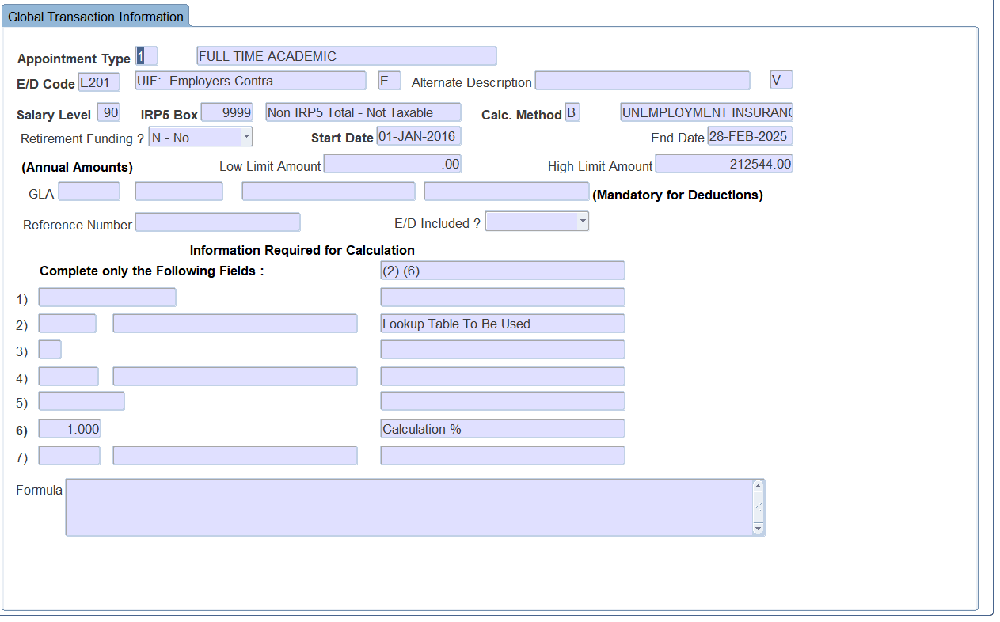 Global Transaction Information
Appointment Type 1 FULL TIME ACADEMIC
E/D Code E201 UIF: Employers Contra E Alternate Description V
Salary Level 90 IRP5 Box 9999 Non IRP5 Total - Not Taxable Calc. Method B UNEMPLOYMENT INSURANC
Retirement Funding ? N - No Start Date 01-JAN-2016 End Date 28-FEB-2025
(Annual Amounts) Low Limit Amount .00 High Limit Amount 212544.00
GLA (Mandatory for Deductions)
Reference Number E/D Included ?
Information Required for Calculation
Complete only the Following Fields : (2) (6)
1)
2) Lookup Table To Be Used
3)
4)
5)
6) 1.000 Calculation %
7)
Formula